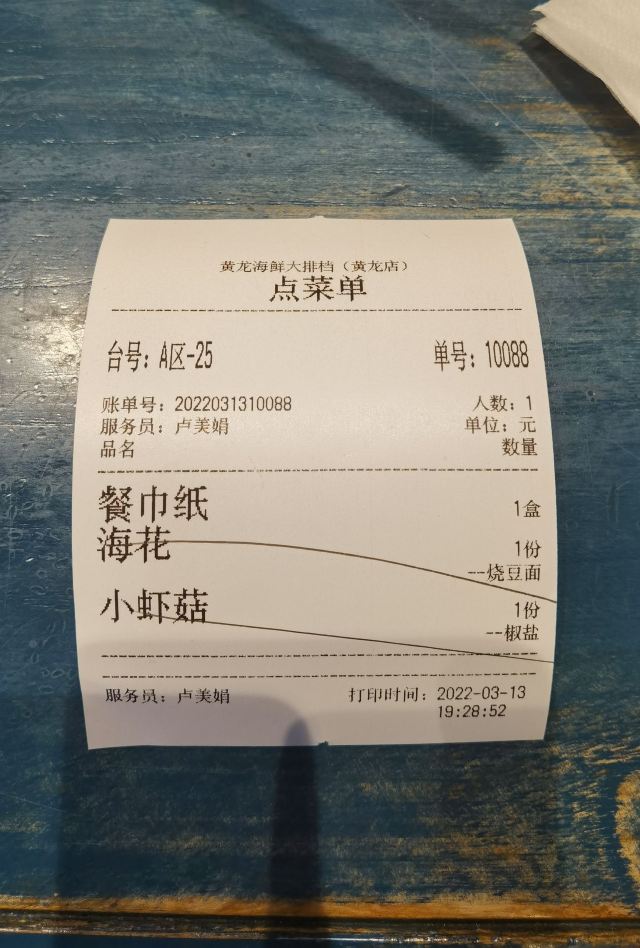 黄龙海鲜大排档（黄龙店）
点菜单
台号：A区-25 单号：10088
账单号：2022031310088 人数：1
服务员：卢美娟 单位：元
品名 数量
餐巾纸 1盒
海花 1份
--烧豆面
小虾菇 1份
--椒盐
服务员：卢美娟 打印时间：2022-03-13
19:28:52